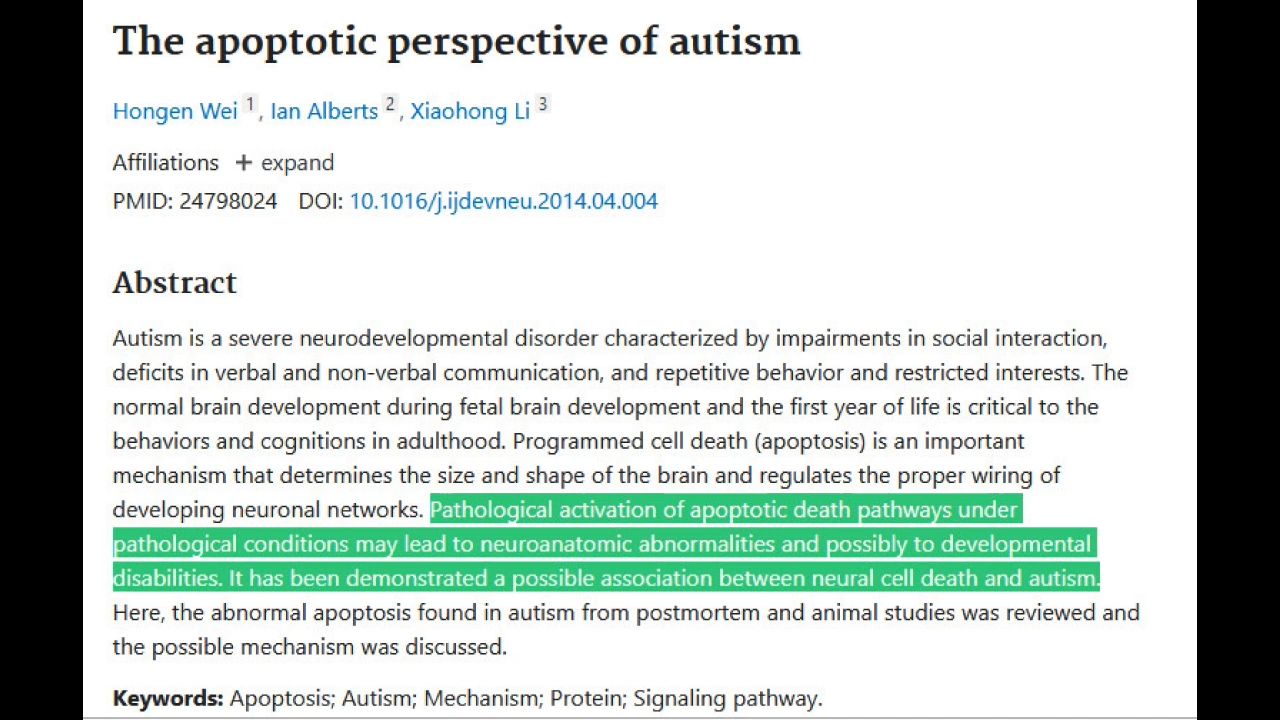 The apoptotic perspective of autism
Hongen Wei 1, Ian Alberts 2, Xiaohong Li 3
Affiliations + expand
PMID: 24798024 DOI: 10.1016/j.ijdevneu.2014.04.004
Abstract
Autism is a severe neurodevelopmental disorder characterized by impairments in social interaction,
deficits in verbal and non-verbal communication, and repetitive behavior and restricted interests. The
normal brain development during fetal brain development and the first year of life is critical to the
behaviors and cognitions in adulthood. Programmed cell death (apoptosis) is an important
mechanism that determines the size and shape of the brain and regulates the proper wiring of
developing neuronal networks. Pathological activation of apoptotic death pathways under
pathological conditions may lead to neuroanatomic abnormalities and possibly to developmental
disabilities. It has been demonstrated a possible association between neural cell death and autism.
Here, the abnormal apoptosis found in autism from postmortem and animal studies was reviewed and
the possible mechanism was discussed.
Keywords: Apoptosis; Autism; Mechanism; Protein; Signaling pathway.